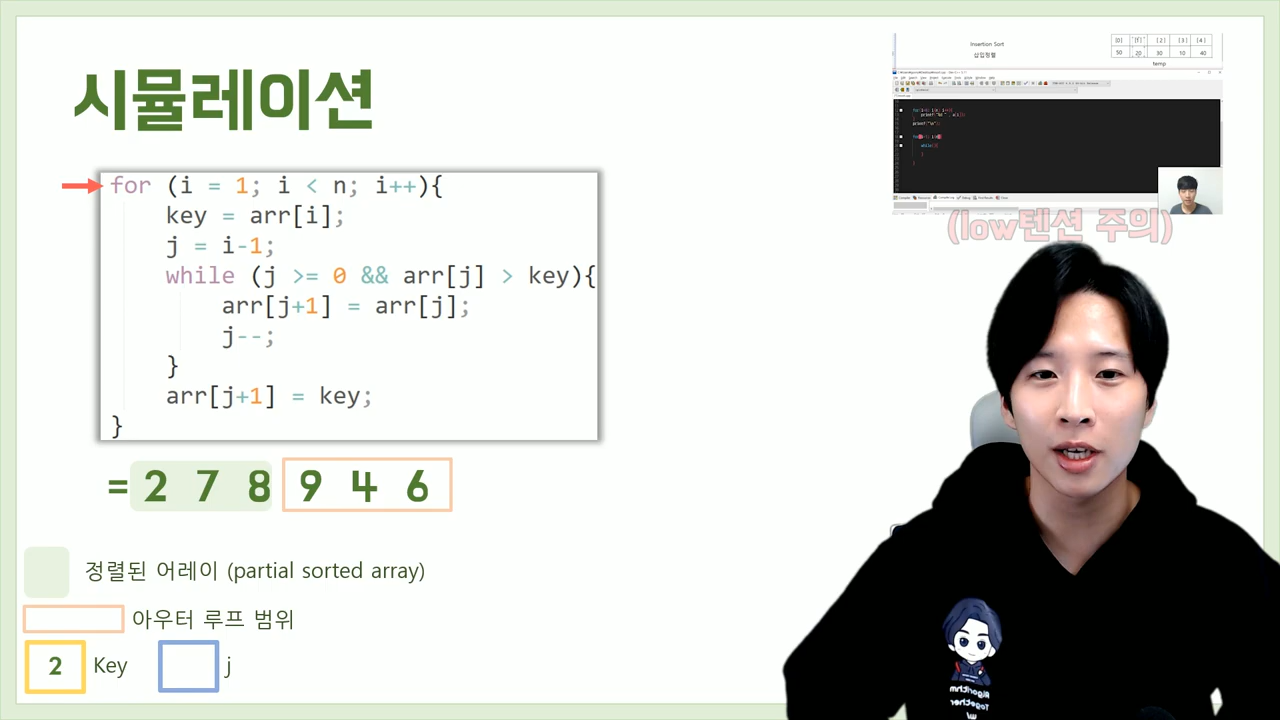 시뮬레이션
for (i = 1; i < n; i++){
key = arr[i];
j = i-1;
while (j >= 0 && arr[j] > key){
arr[j+1] = arr[j];
j--;
}
arr[j+1] = key;
}
= 2 7 8 9 4 6
정렬된 어레이 (partial sorted array)
아우터 루프 범위
2 Key j
Insertion Sort
삽입정렬
[0] [1] [2] [3] [4]
50 20 30 10 40
temp
(low텐션 주의)
Algorithm
Together
w/